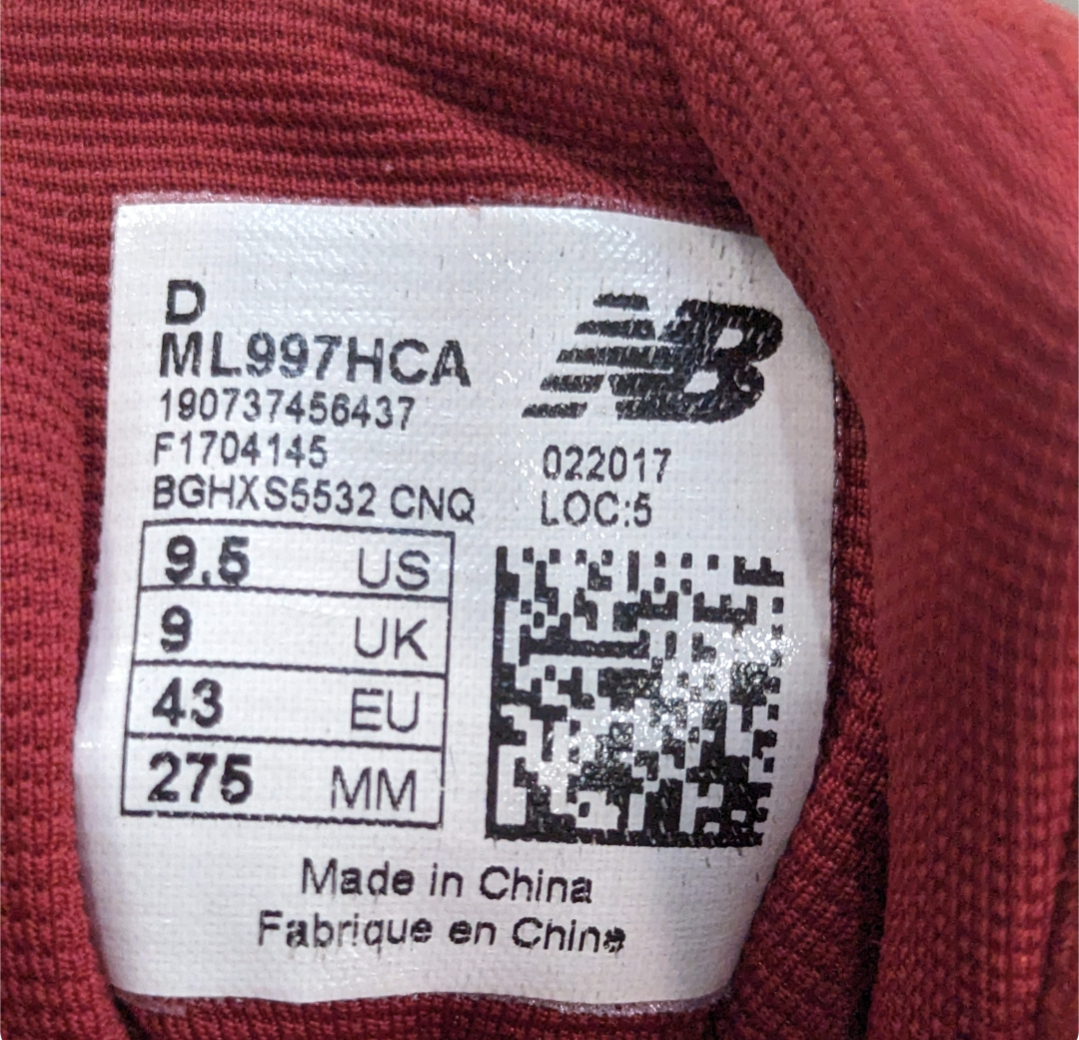 D
ML997HCA
190737456437
F1704145
BGHXS5532 CNQ
NB
022017
LOC:5
9.5 US
9 UK
43 EU
275 MM
Made in China
Fabrique en Chine